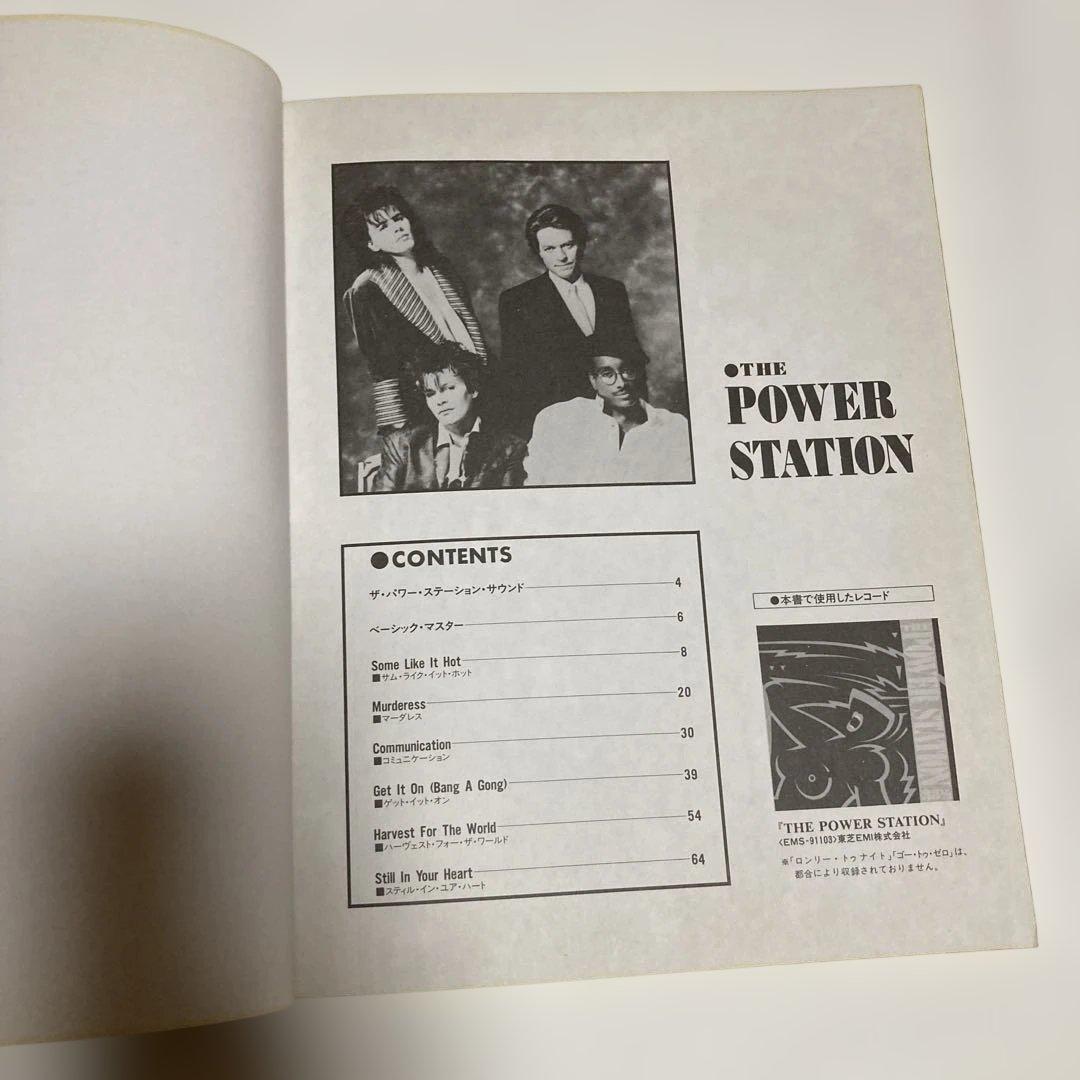 ●THE
POWER
STATION
●CONTENTS
ザ・パワー・ステーション・サウンド 4
ベーシック・マスター 6
Some Like It Hot 8
■サム・ライク・イット・ホット
Murderess 20
■マーダレス
Communication 30
■コミュニケーション
Get It On (Bang A Gong) 39
■ゲット・イット・オン
Harvest For The World 54
■ハーヴェスト・フォー・ザ・ワールド
Still In Your Heart 64
■スティル・イン・ユア・ハート
●本書で使用したレコード
POWER STATION
『THE POWER STATION』
〈EMS-91103〉東芝EMI株式会社
※「ロンリー・トゥナイト」「ゴー・トゥ・ゼロ」は、
都合により収録されておりません。